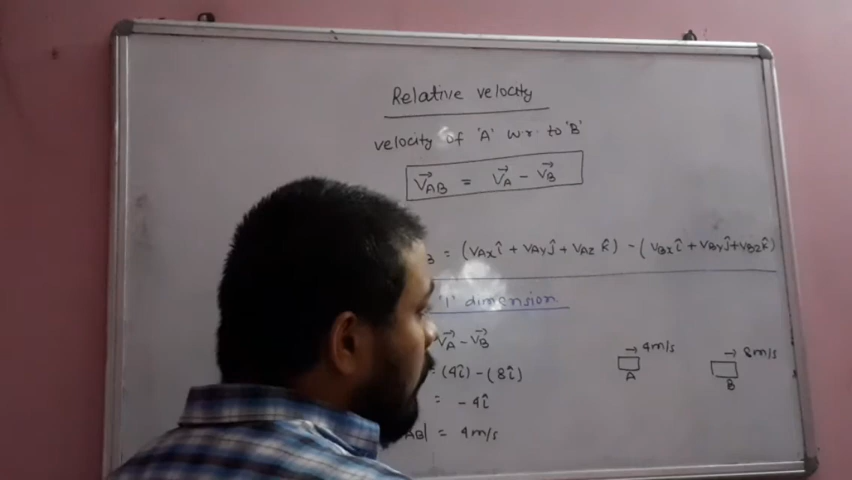 Relative velocity
velocity of 'A' w.r. to 'B'
V⃗AB = V⃗A - V⃗B
B = (VAx î + VAy ĵ + VAz k̂) - (VBx î + VBy ĵ + VBz k̂)
'1' dimension
V⃗A - V⃗B
= (4î) - (8î)
= - 4î
AB| = 4m/s
→ 4m/s
A
→ 8m/s
B